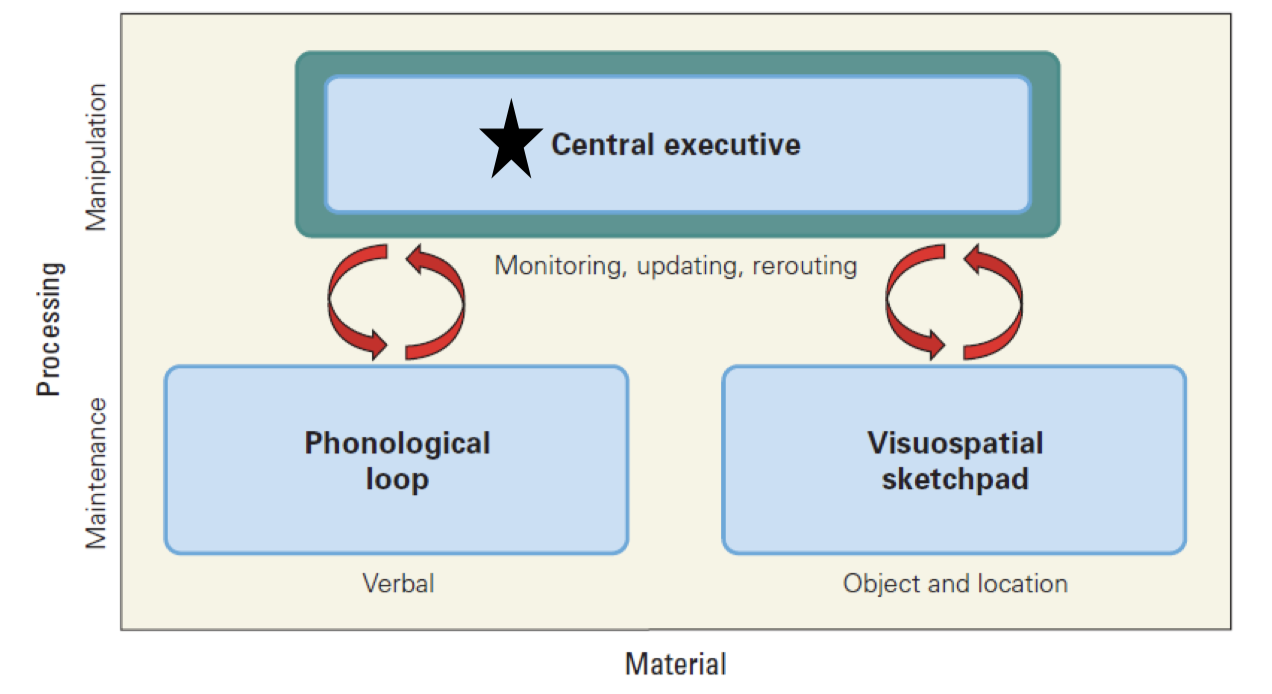 Processing
Manipulation
Central executive
Monitoring, updating, rerouting
Maintenance
Phonological
loop
Visuospatial
sketchpad
Verbal
Object and location
Material